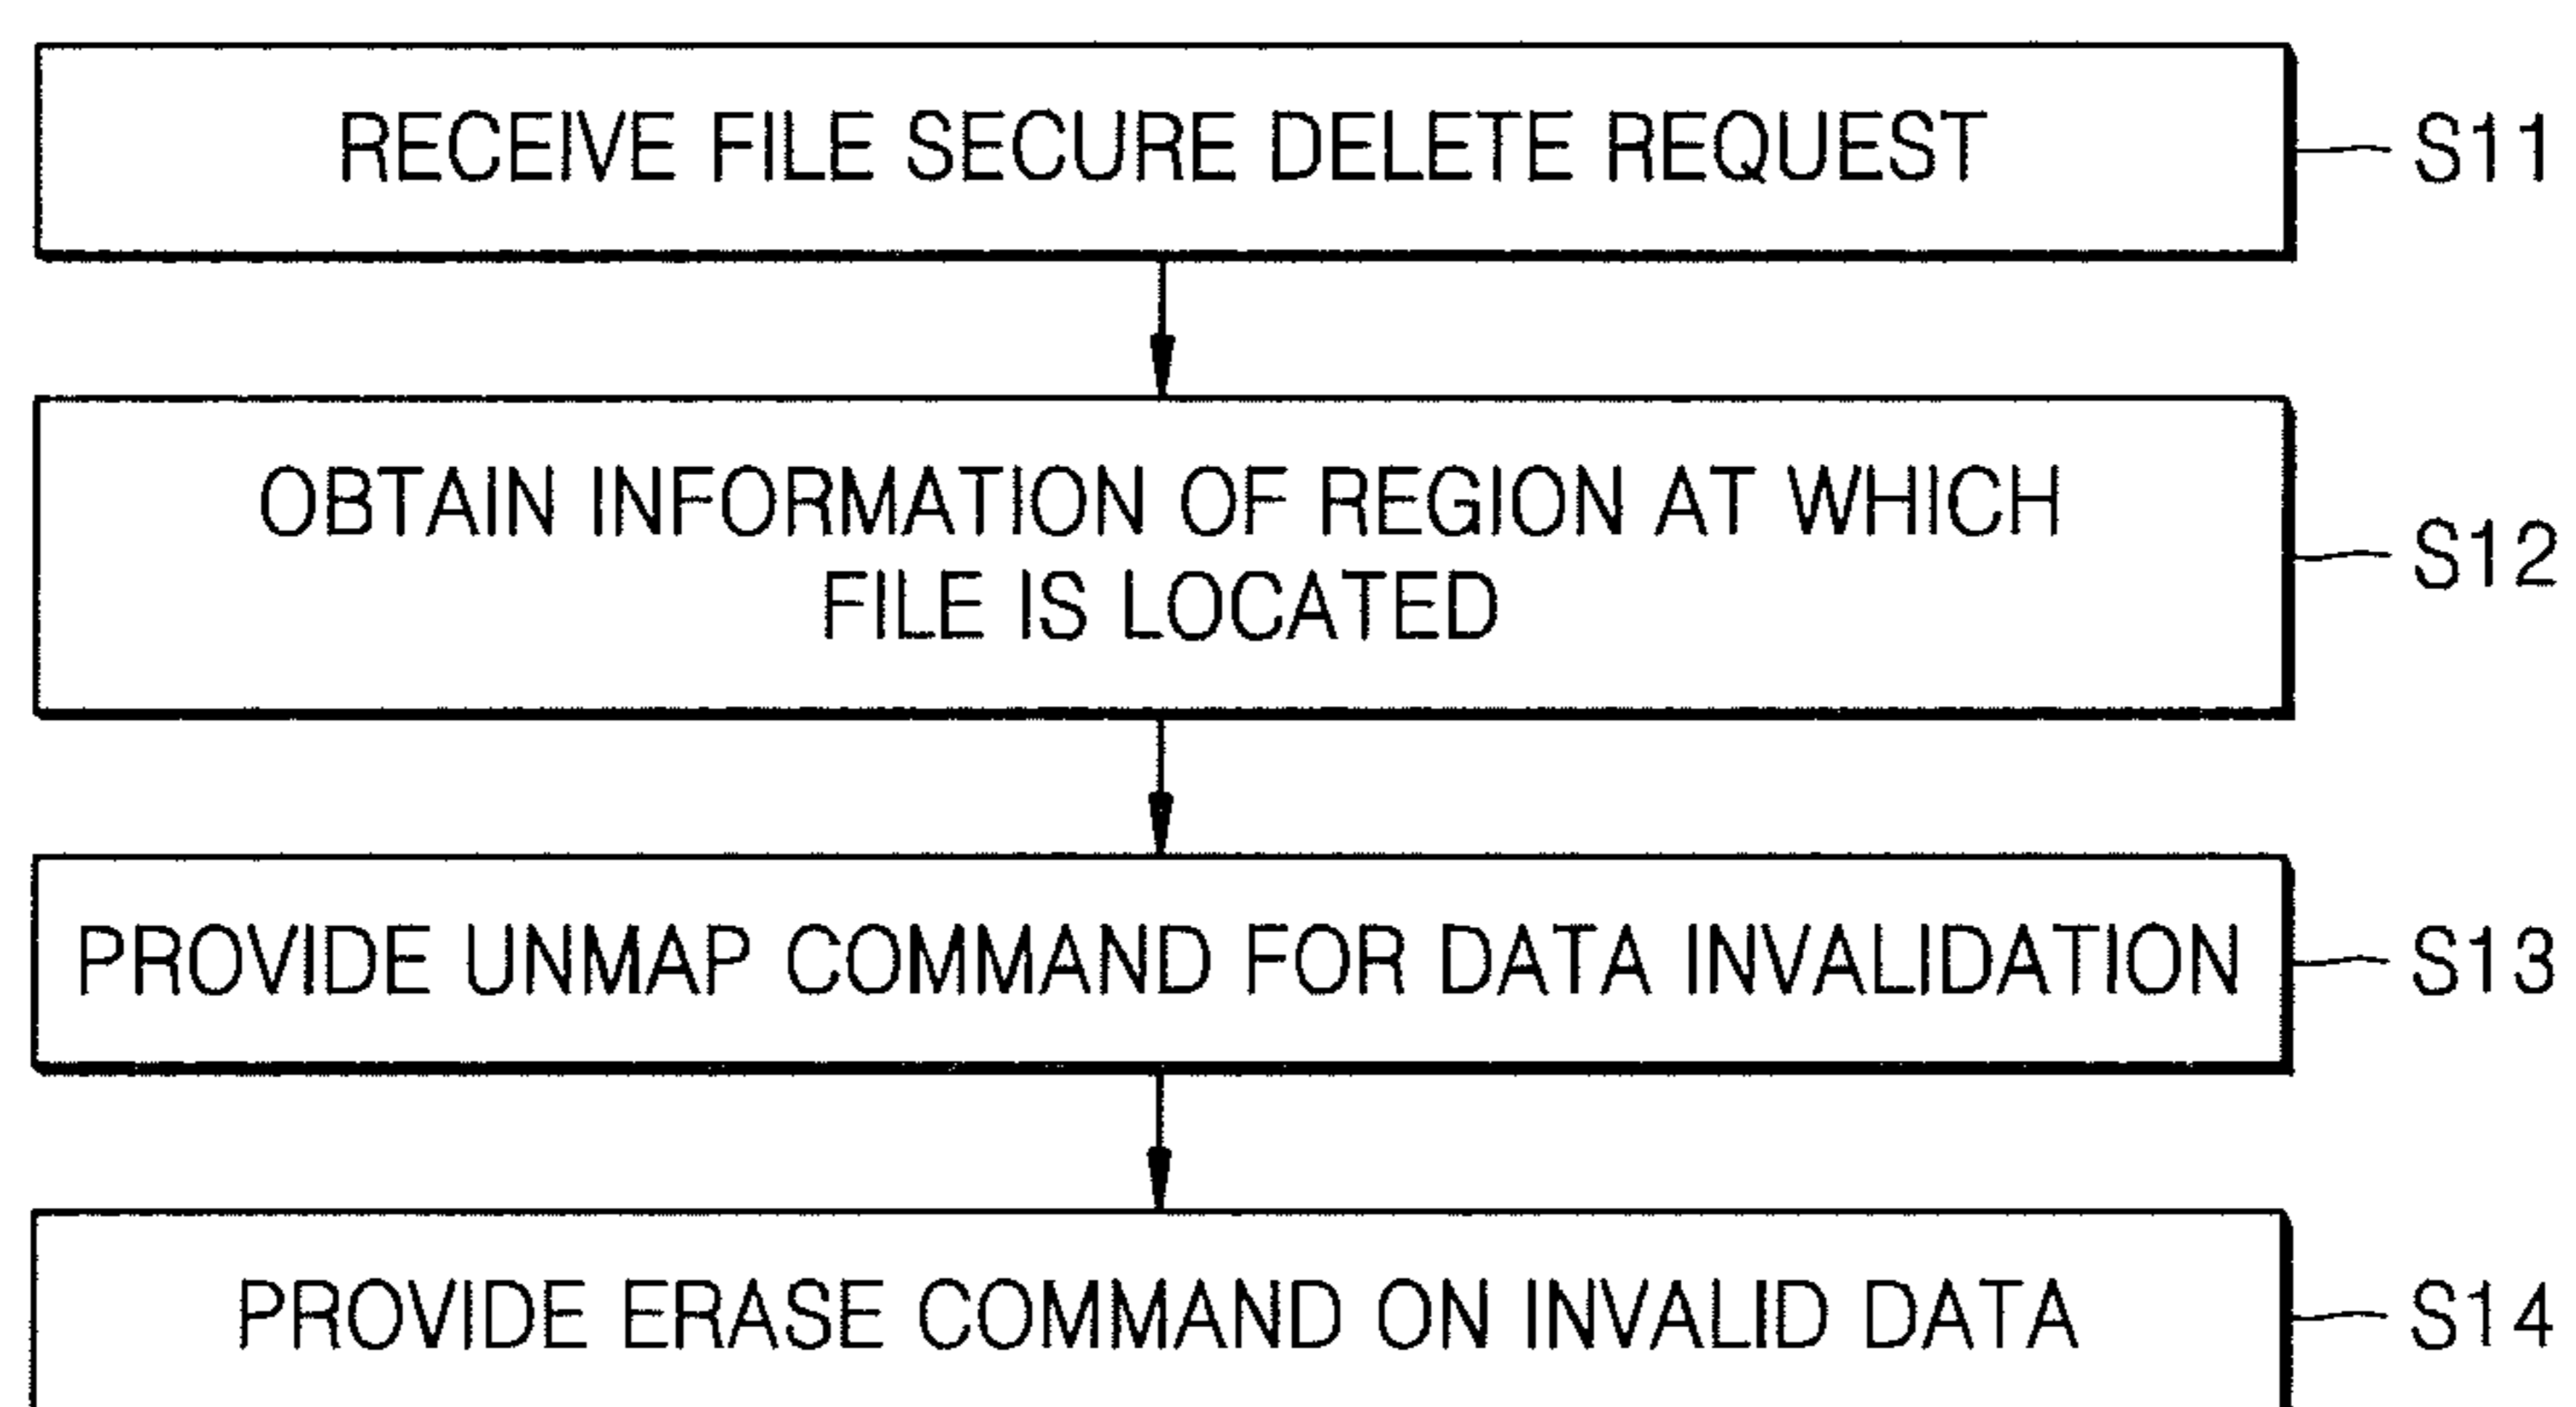 RECEIVE FILE SECURE DELETE REQUEST S11
OBTAIN INFORMATION OF REGION AT WHICH
FILE IS LOCATED
S12
PROVIDE UNMAP COMMAND FOR DATA INVALIDATION S13
PROVIDE ERASE COMMAND ON INVALID DATA S14